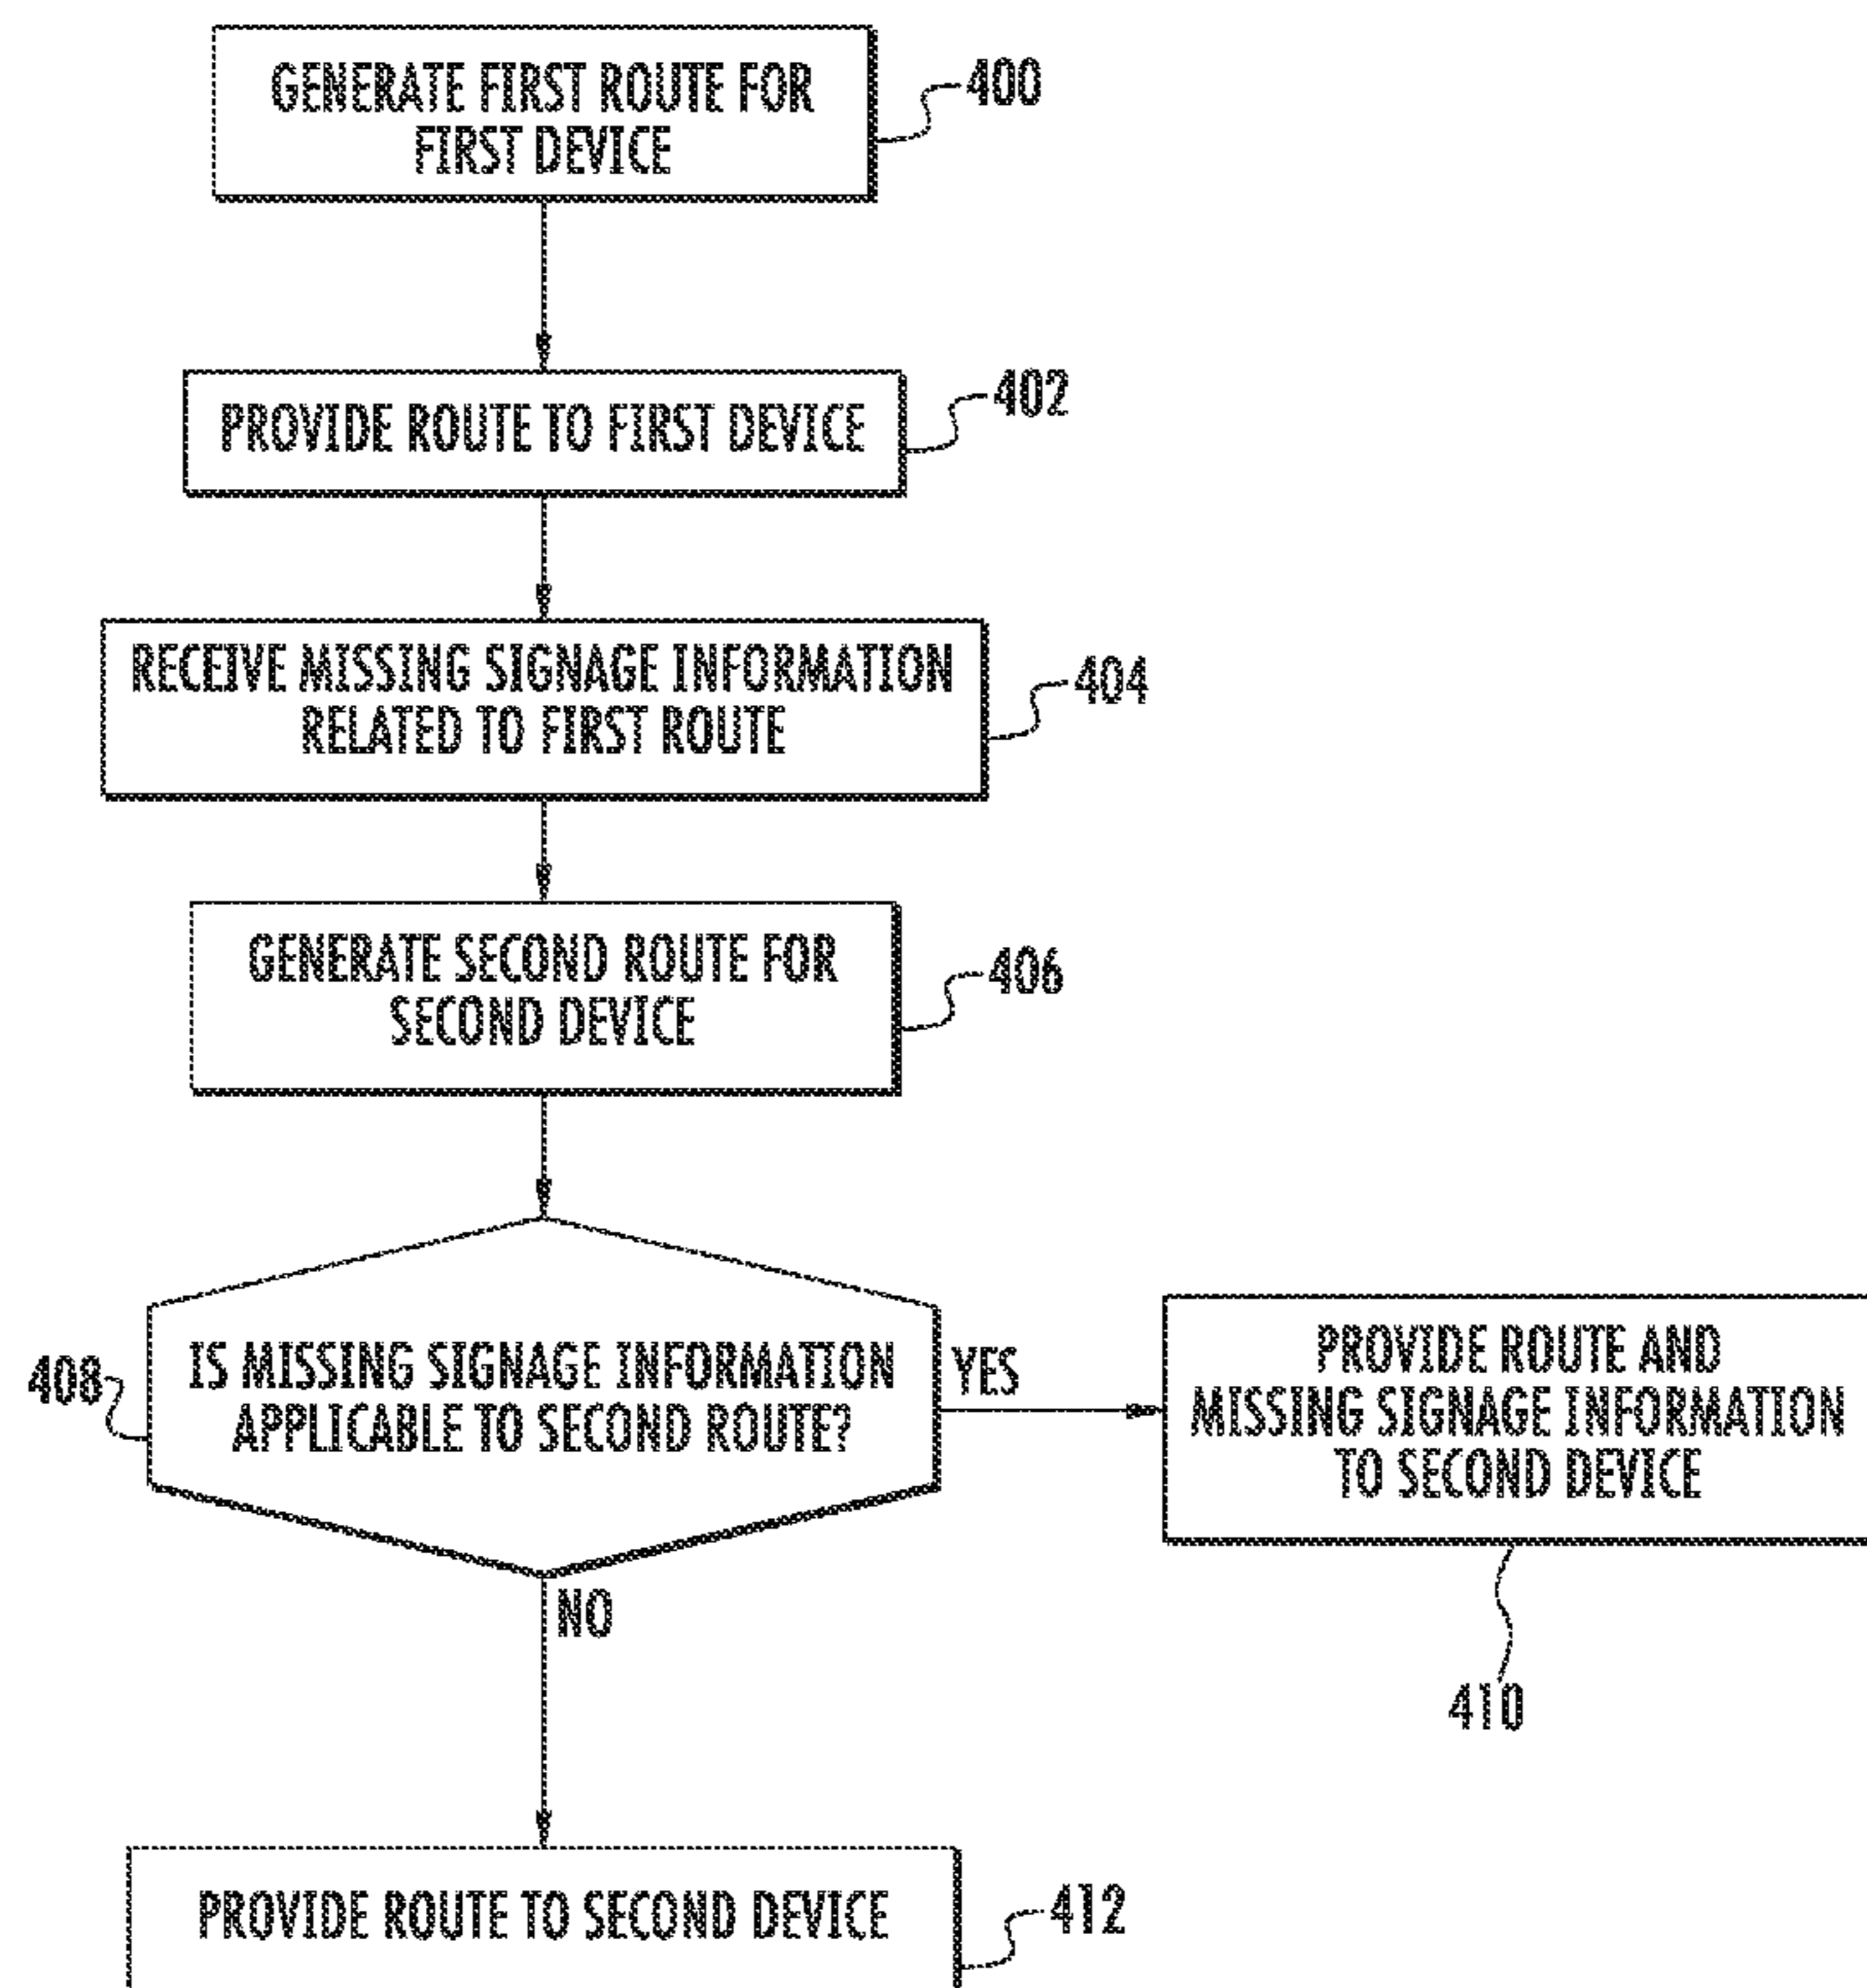 GENERATE FIRST ROUTE FOR
FIRST DEVICE
400
PROVIDE ROUTE TO FIRST DEVICE
402
RECEIVE MISSING SIGNAGE INFORMATION
RELATED TO FIRST ROUTE
404
GENERATE SECOND ROUTE FOR
SECOND DEVICE
406
408
IS MISSING SIGNAGE INFORMATION
APPLICABLE TO SECOND ROUTE?
YES
PROVIDE ROUTE AND
MISSING SIGNAGE INFORMATION
TO SECOND DEVICE
410
NO
PROVIDE ROUTE TO SECOND DEVICE
412